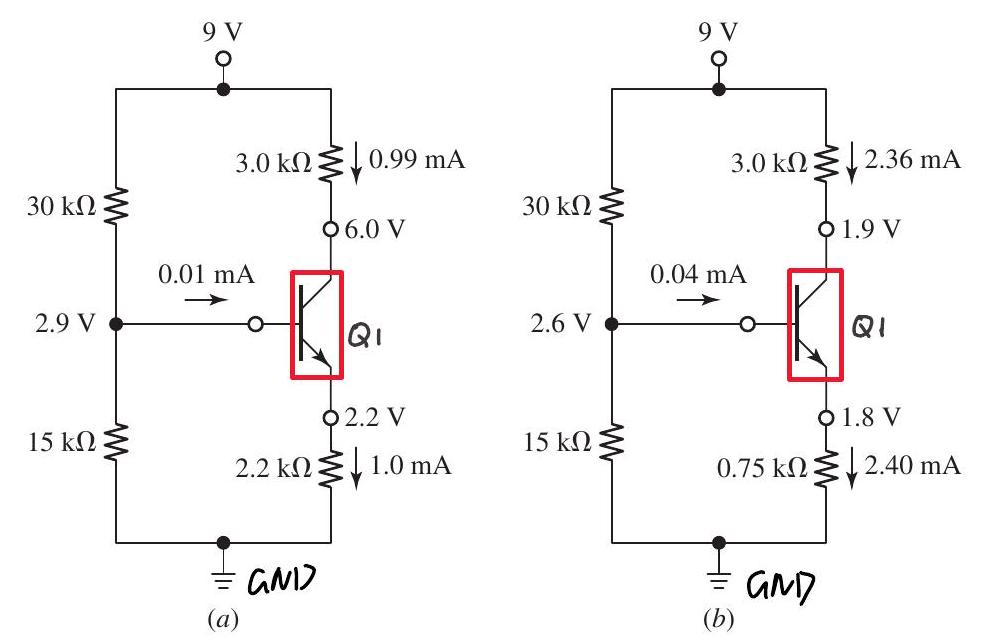 9 V
3.0 kΩ
0.99 mA
30 kΩ
6.0 V
0.01 mA
2.9 V
Q1
2.2 V
15 kΩ
2.2 kΩ
1.0 mA
GND
(a)
9 V
3.0 kΩ
2.36 mA
30 kΩ
1.9 V
0.04 mA
2.6 V
Q1
1.8 V
15 kΩ
0.75 kΩ
2.40 mA
GND
(b)